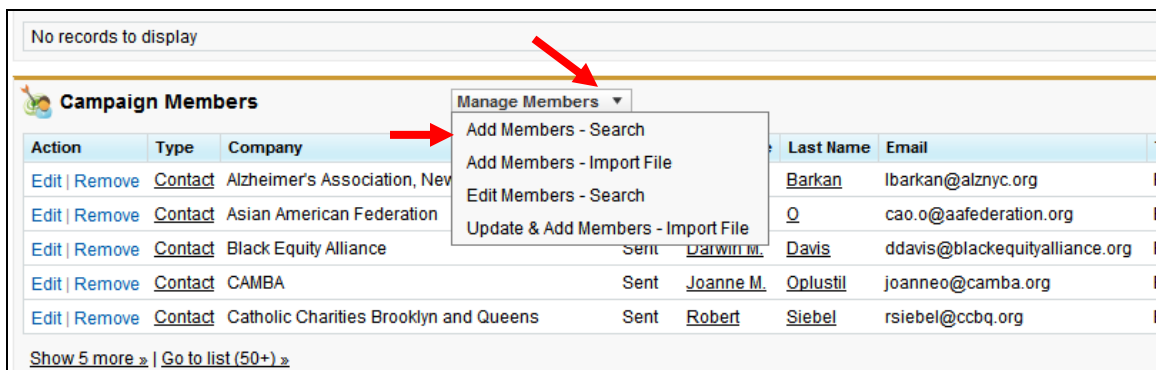 No records to display
Campaign Members Manage Members ▼
Add Members - Search
Add Members - Import File
Edit Members - Search
Update & Add Members - Import File
Action Type Company Last Name Email
Edit | Remove Contact Alzheimer's Association, New Barkan lbarkan@alznyc.org
Edit | Remove Contact Asian American Federation O cao.o@aafederation.org
Edit | Remove Contact Black Equity Alliance Sent Darwin M. Davis ddavis@blackequityalliance.org
Edit | Remove Contact CAMBA Sent Joanne M. Oplustil joanneo@camba.org
Edit | Remove Contact Catholic Charities Brooklyn and Queens Sent Robert Siebel rsiebel@ccbq.org
Show 5 more » | Go to list (50+) »